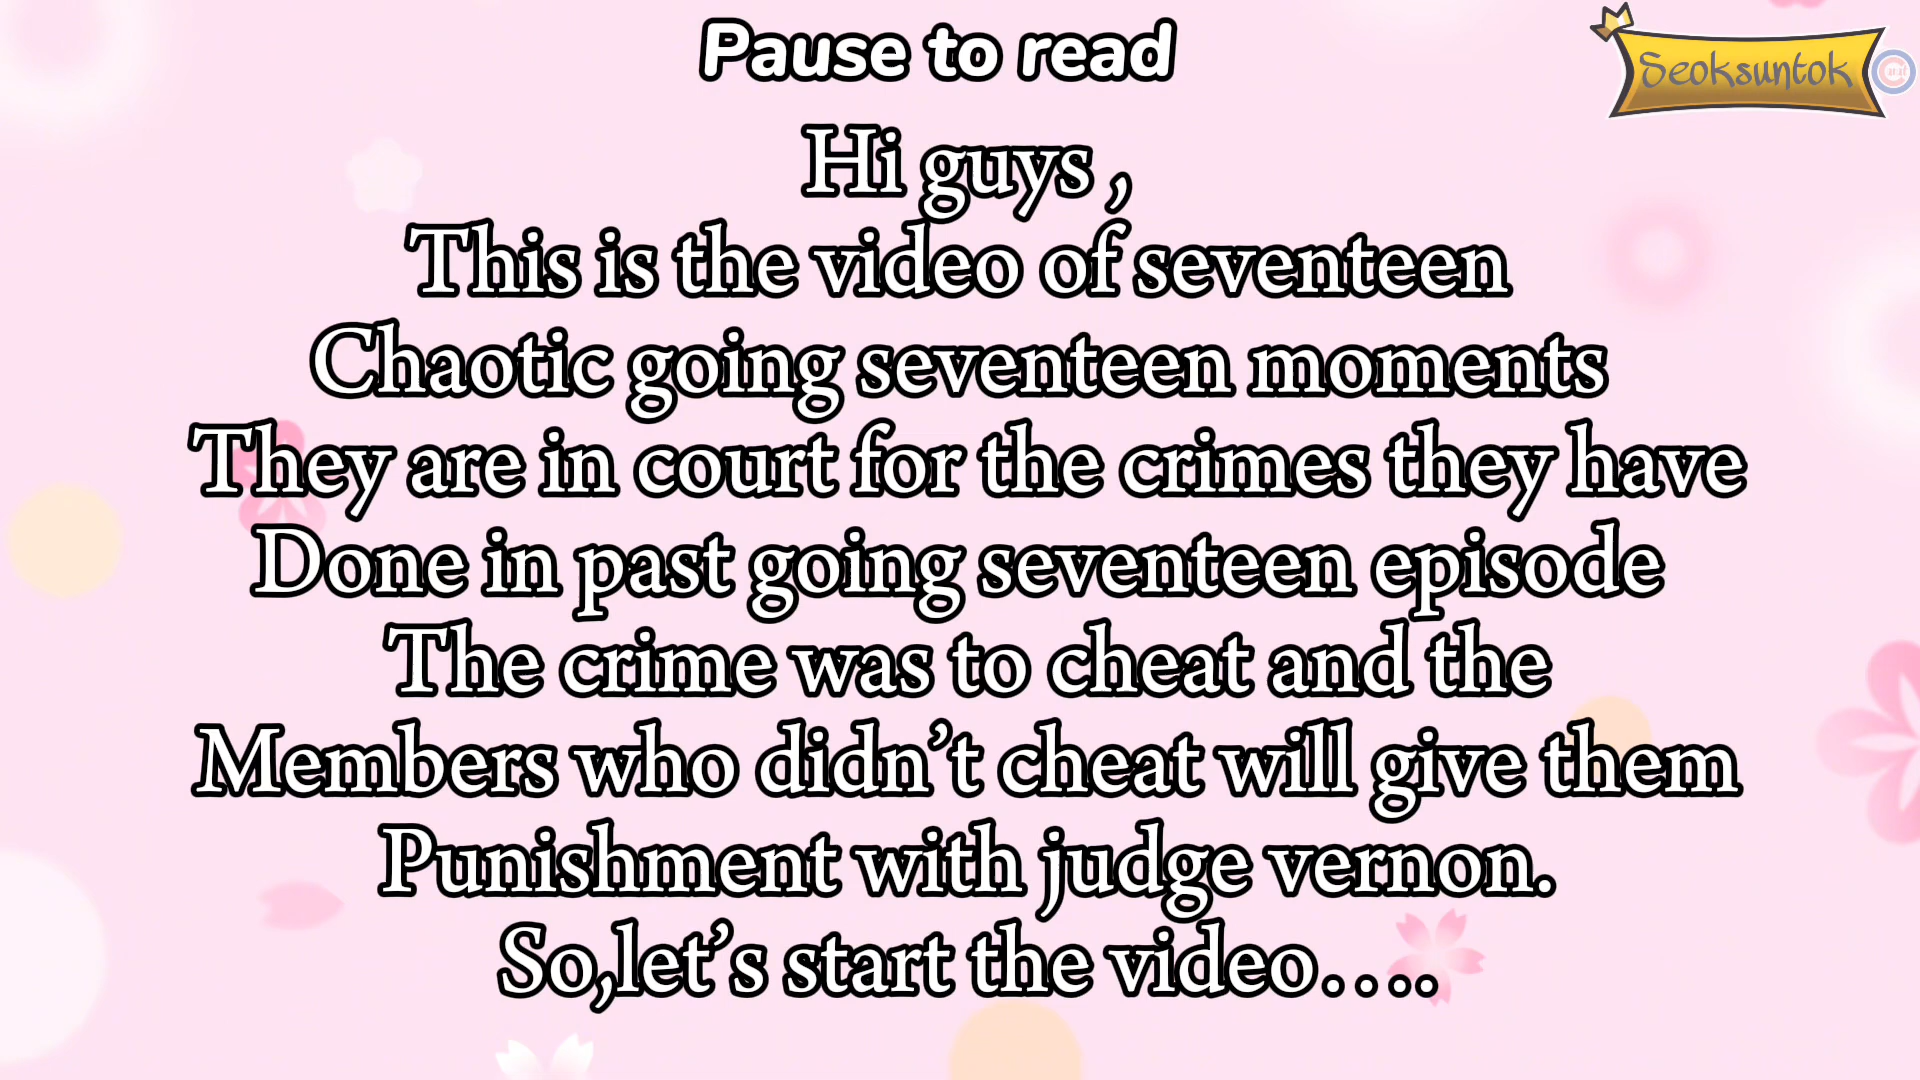 Pause to read
Seoksuntok
Hi guys ,
This is the video of seventeen
Chaotic going seventeen moments
They are in court for the crimes they have
Done in past going seventeen episode
The crime was to cheat and the
Members who didn't cheat will give them
Punishment with judge vernon.
So,let's start the video....